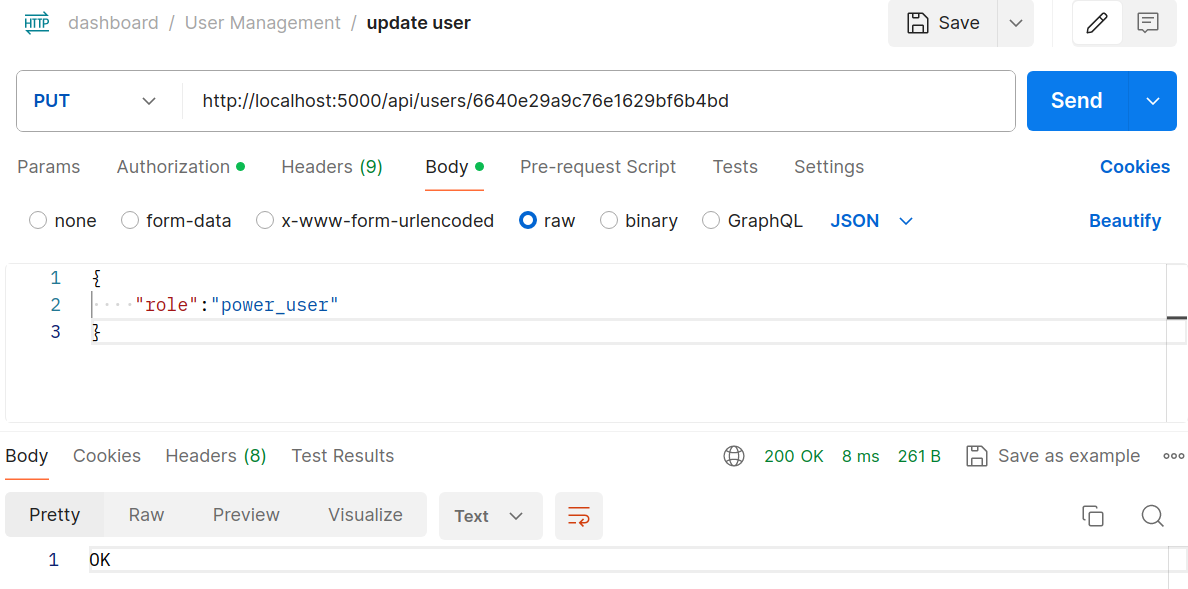 HTTP dashboard / User Management / update user Save
PUT http://localhost:5000/api/users/6640e29a9c76e1629bf6b4bd Send
Params Authorization Headers (9) Body Pre-request Script Tests Settings Cookies
none form-data x-www-form-urlencoded raw binary GraphQL JSON Beautify
1 {
2 "role":"power_user"
3 }
Body Cookies Headers (8) Test Results 200 OK 8 ms 261 B Save as example
Pretty Raw Preview Visualize Text
1 OK